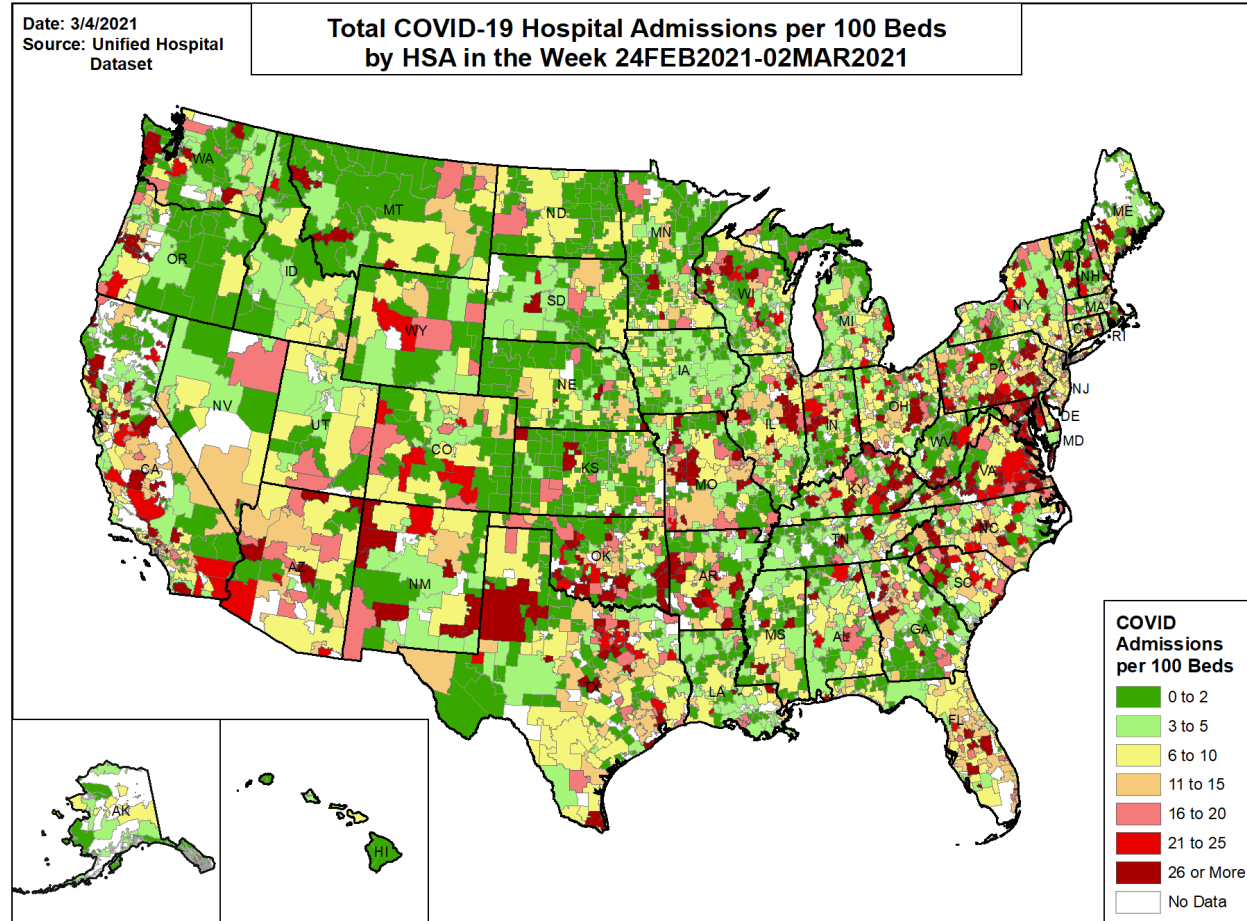 Date: 3/4/2021
Source: Unified Hospital
Dataset
Total COVID-19 Hospital Admissions per 100 Beds
by HSA in the Week 24FEB2021-02MAR2021
WA
MT
ND
MN
ME
OR
ID
SD
WI
VT
NH
NY
MA
WY
MI
CT
RI
IA
PA
NE
NJ
NV
OH
UT
IL
IN
DE
CO
WV
MD
CA
KS
MO
VA
KY
NC
TN
OK
AZ
AR
NM
SC
MS
AL
GA
TX
LA
FL
AK
HI
COVID
Admissions
per 100 Beds
0 to 2
3 to 5
6 to 10
11 to 15
16 to 20
21 to 25
26 or More
No Data